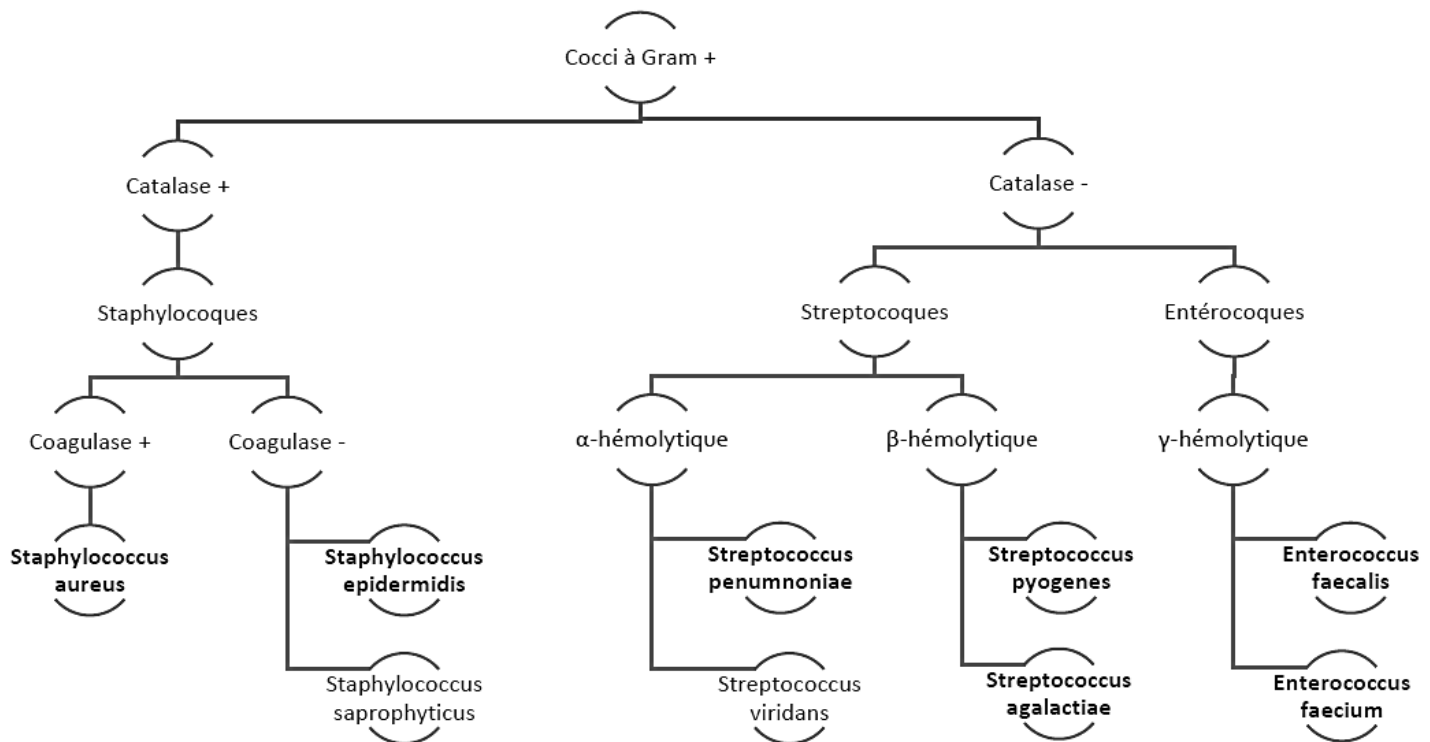 Cocci à Gram +
Catalase +
Catalase -
Staphylocoques
Streptocoques
Entérocoques
Coagulase +
Coagulase -
α-hémolytique
β-hémolytique
γ-hémolytique
Staphylococcus
aureus
Staphylococcus
epidermidis
Streptococcus
penumnoniae
Streptococcus
pyogenes
Enterococcus
faecalis
Staphylococcus
saprophyticus
Streptococcus
viridans
Streptococcus
agalactiae
Enterococcus
faecium